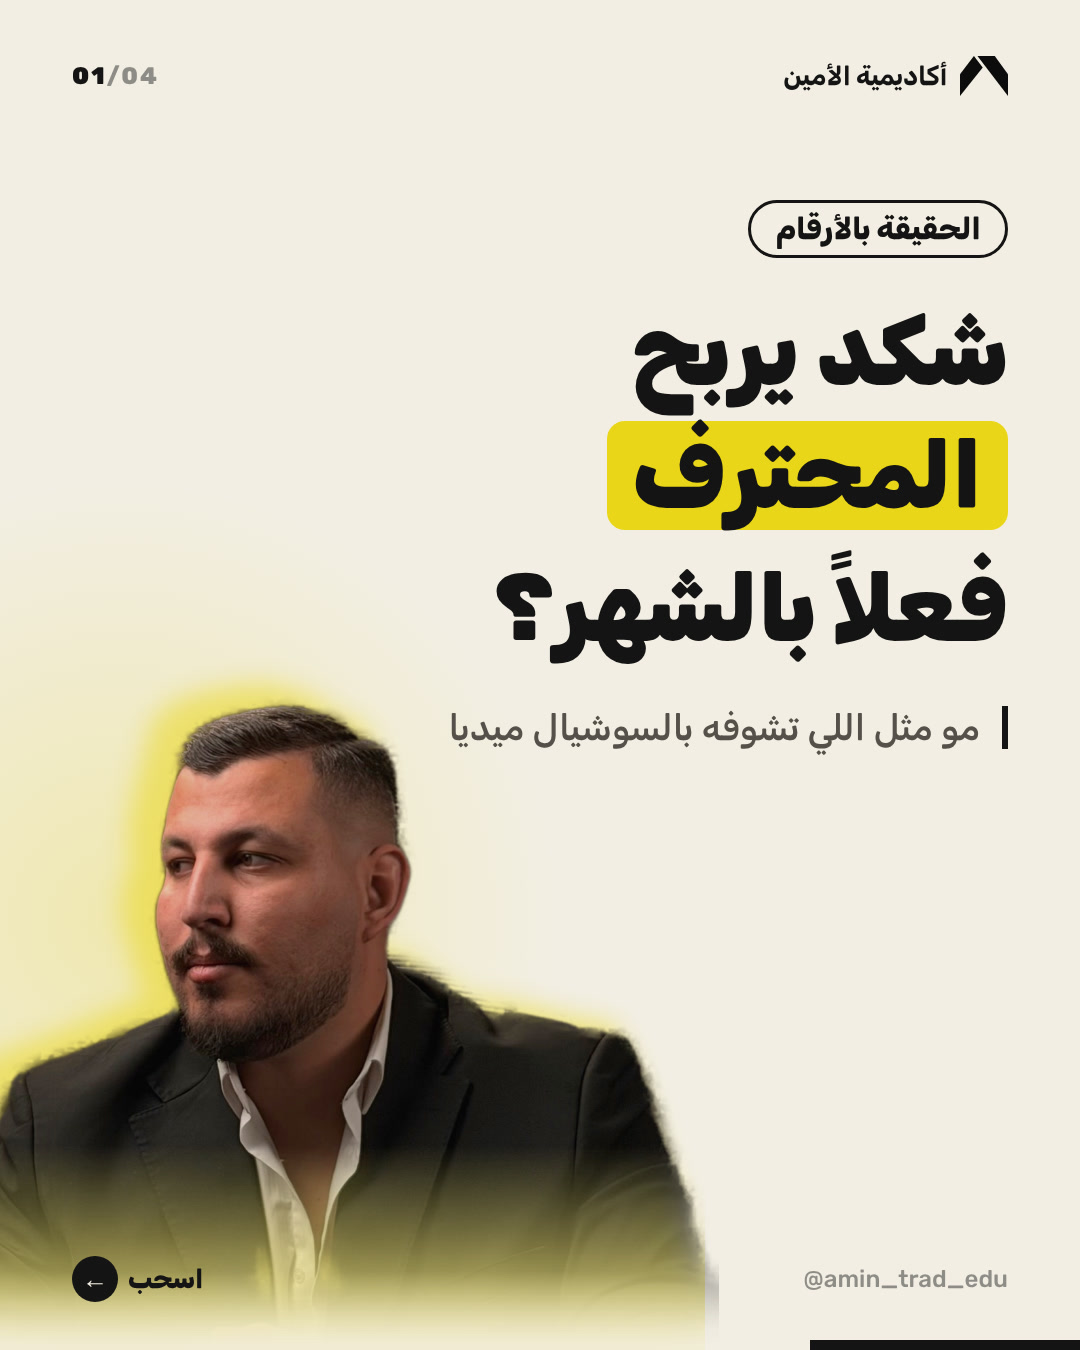 أكاديمية الأمين
01/04
الحقيقة بالأرقام
شكد يربح
المحترف
فعلاً بالشهر؟
مو مثل اللي تشوفه بالسوشيال ميديا
اسحب ←
@amin_trad_edu